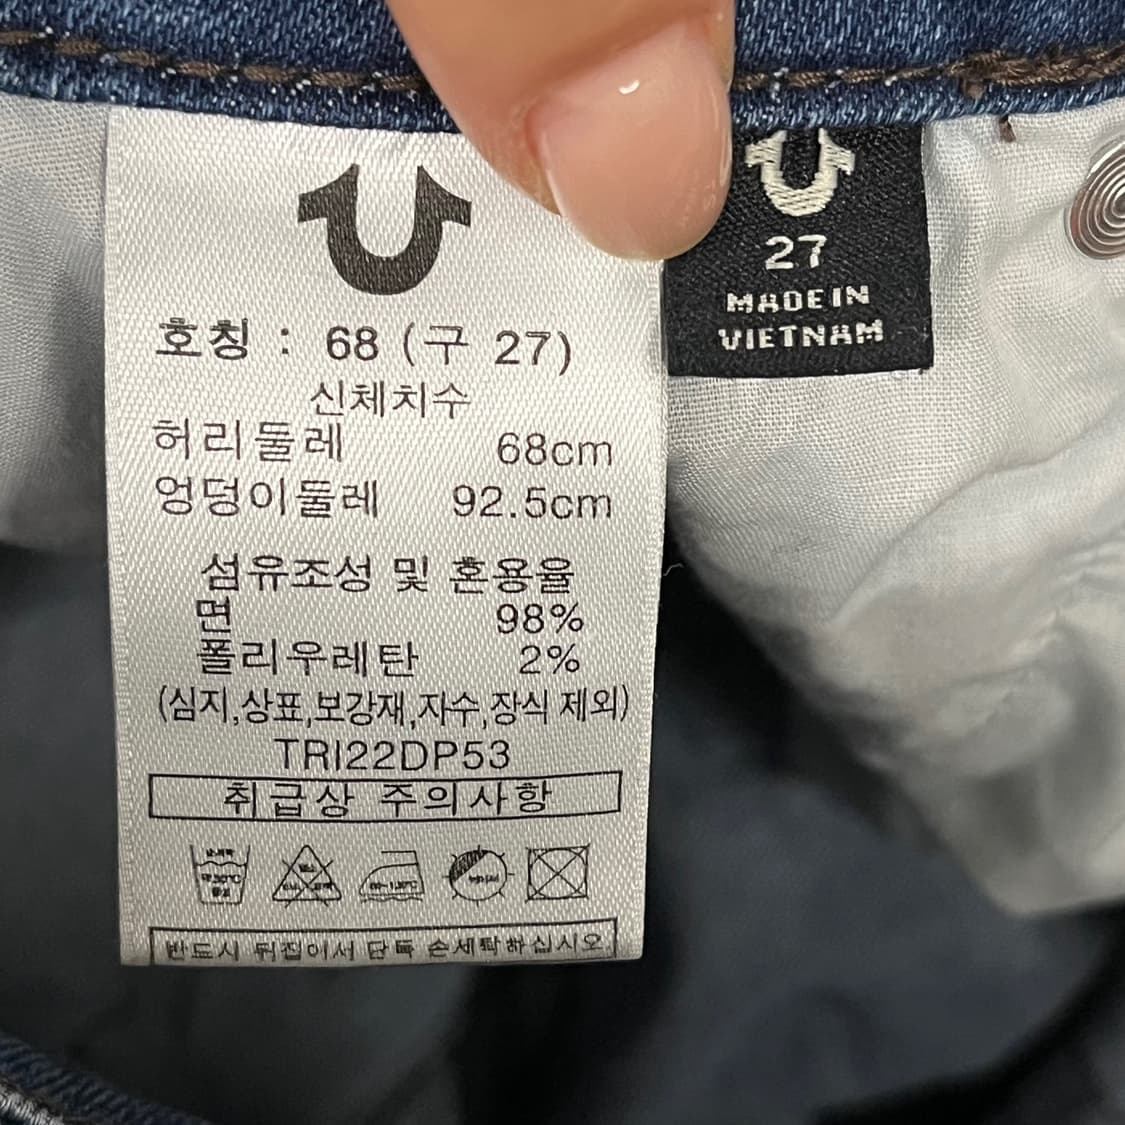 호칭 : 68 (구 27)
신체치수
허리둘레 68cm
엉덩이둘레 92.5cm
섬유조성 및 혼용율
면 98%
폴리우레탄 2%
(심지,상표,보강재,자수,장식 제외)
TRI22DP53
취급상 주의사항
반드시 뒤집어서 단독 손세탁하십시오.
27
MADE IN
VIETNAM